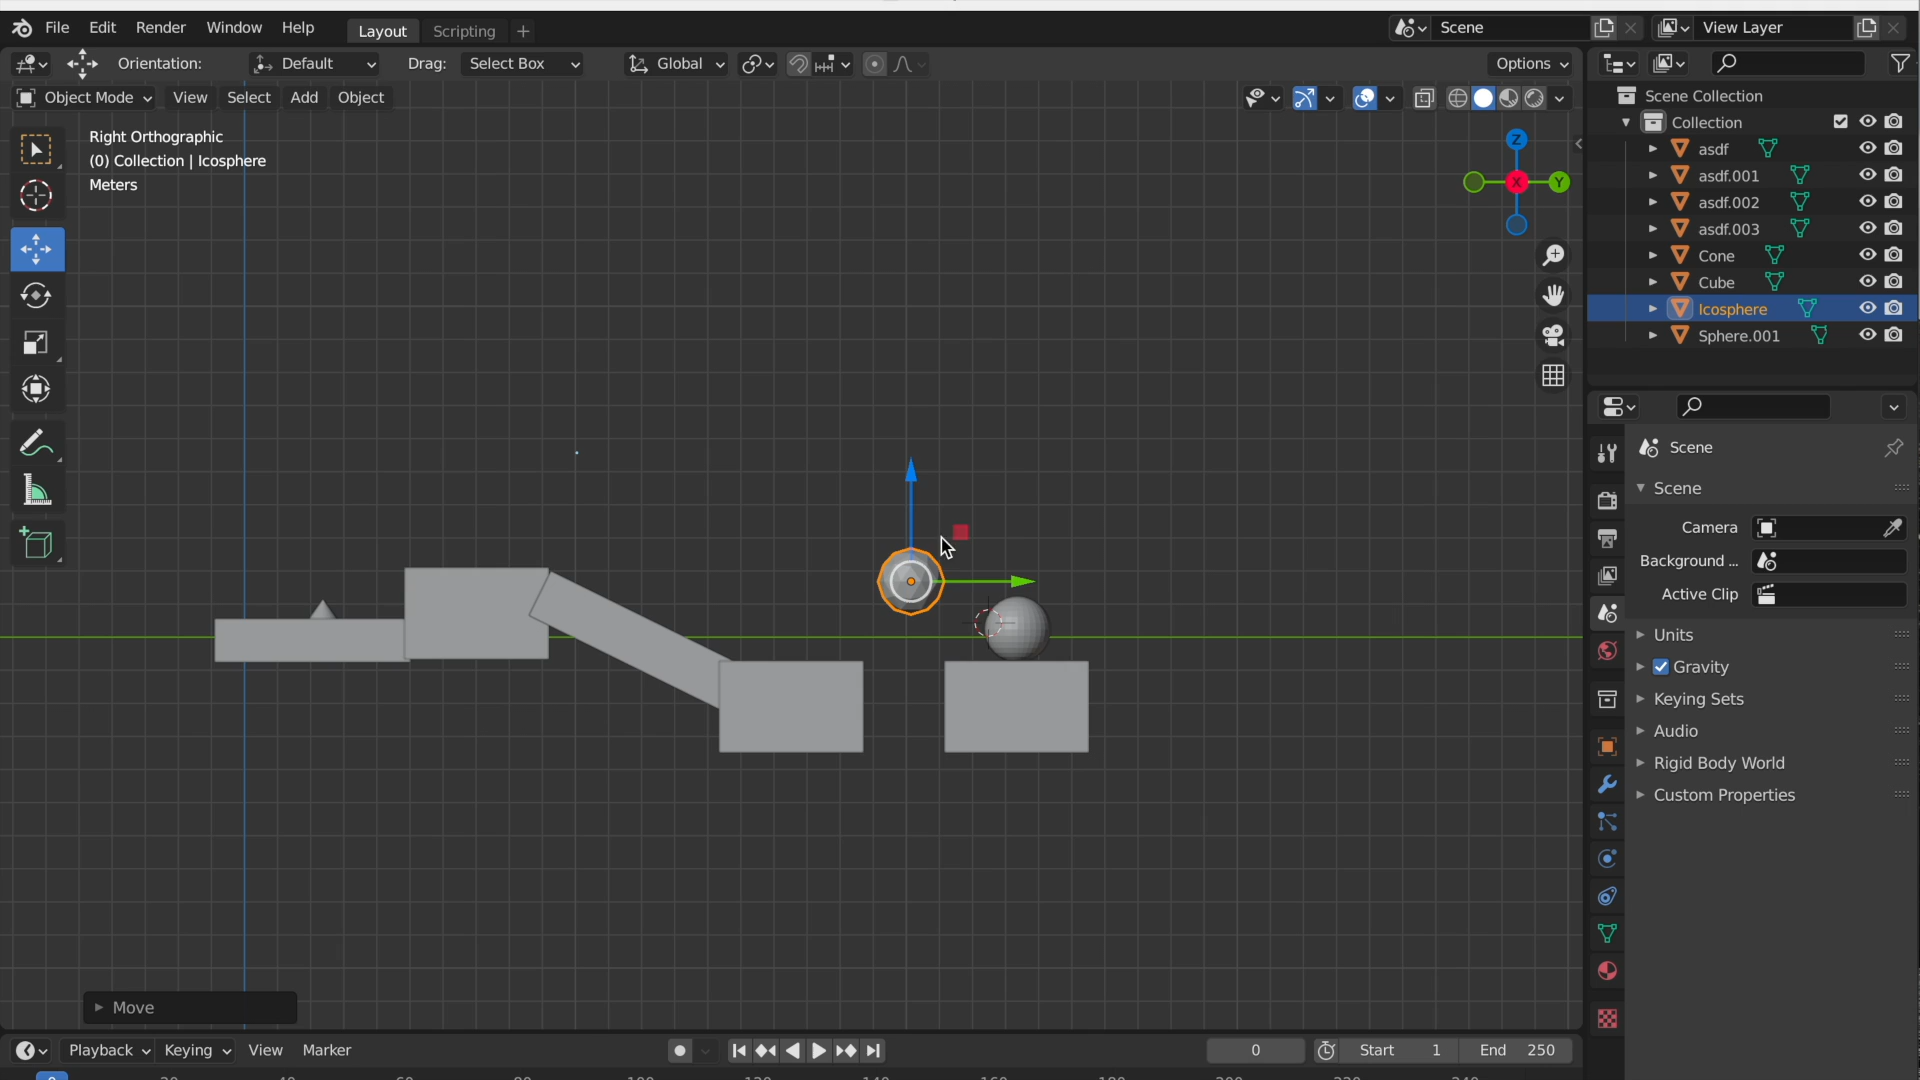 File Edit Render Window Help Layout Scripting + Scene View Layer
Orientation: Default Drag: Select Box Global Options
Object Mode View Select Add Object
Right Orthographic
(0) Collection | Icosphere
Meters
Z
X
Y
Scene Collection
Collection
asdf
asdf.001
asdf.002
asdf.003
Cone
Cube
Icosphere
Sphere.001
Scene
Scene
Camera
Background ...
Active Clip
Units
Gravity
Keying Sets
Audio
Rigid Body World
Custom Properties
Move
Playback Keying View Marker 0 Start 1 End 250